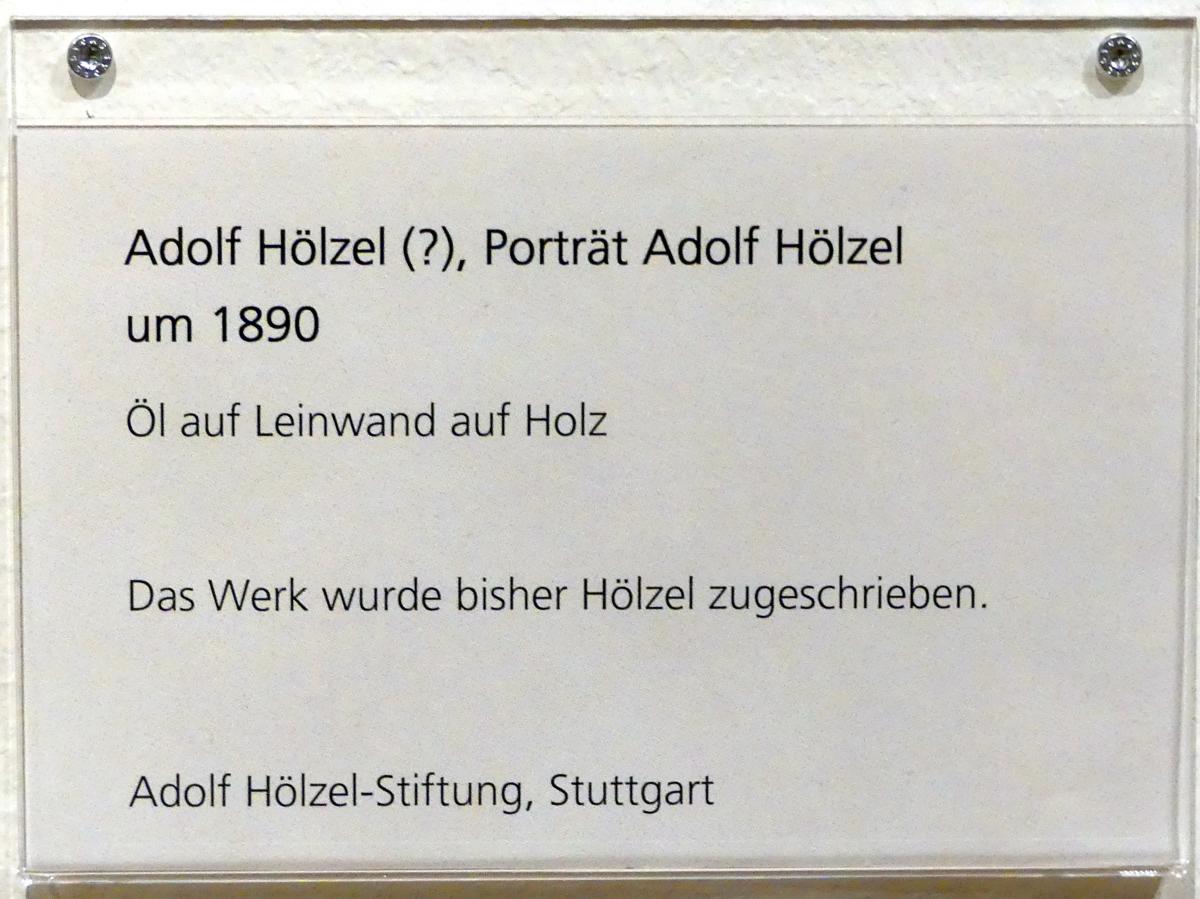 Adolf Hölzel (?), Porträt Adolf Hölzel
um 1890
Öl auf Leinwand auf Holz
Das Werk wurde bisher Hölzel zugeschrieben.
Adolf Hölzel-Stiftung, Stuttgart